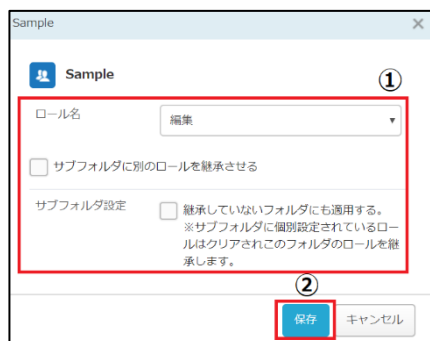 Sample
Sample
①
ロール名
編集
サブフォルダに別のロールを継承させる
サブフォルダ設定
継承していないフォルダにも適用する。
※サブフォルダに個別設定されているロー
ルはクリアされこのフォルダのロールを継
承します。
②
保存
キャンセル